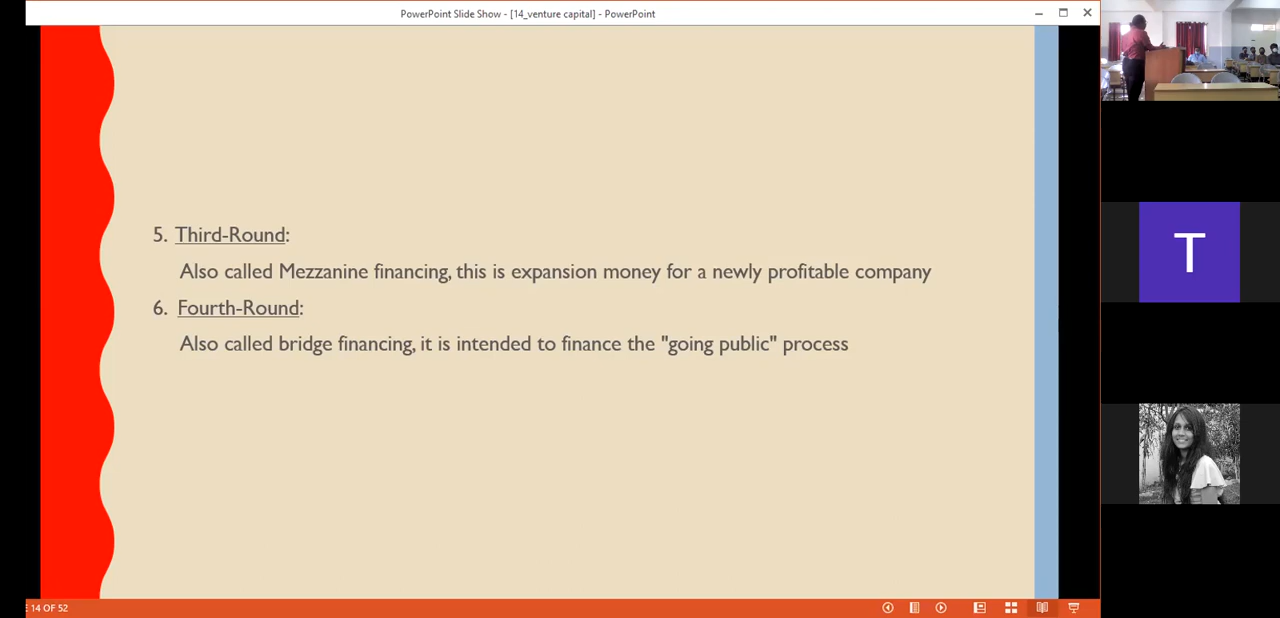 PowerPoint Slide Show - [14_venture capital] - PowerPoint
5. Third-Round:
Also called Mezzanine financing, this is expansion money for a newly profitable company
6. Fourth-Round:
Also called bridge financing, it is intended to finance the "going public" process
T
E 14 OF 52